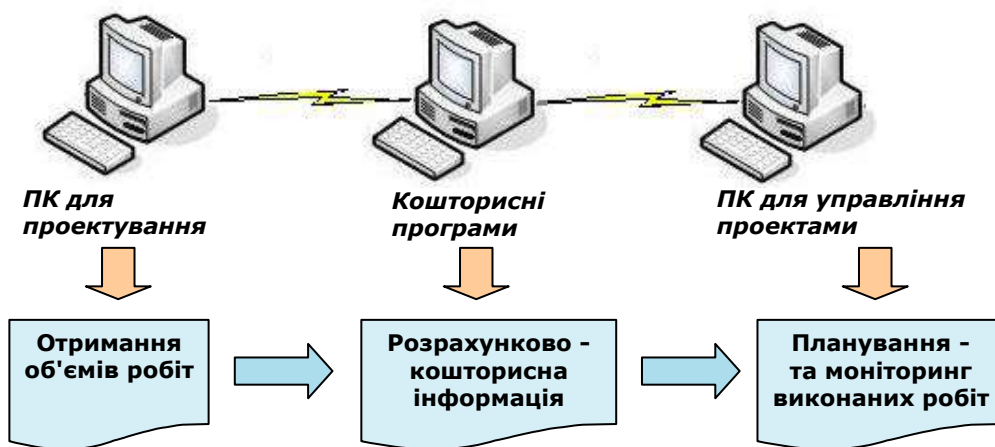 ПК для
проектування
Кошторисні
програми
ПК для управління
проектами
Отримання
об'ємів робіт
Розрахунково -
кошторисна
інформація
Планування -
та моніторинг
виконаних робіт